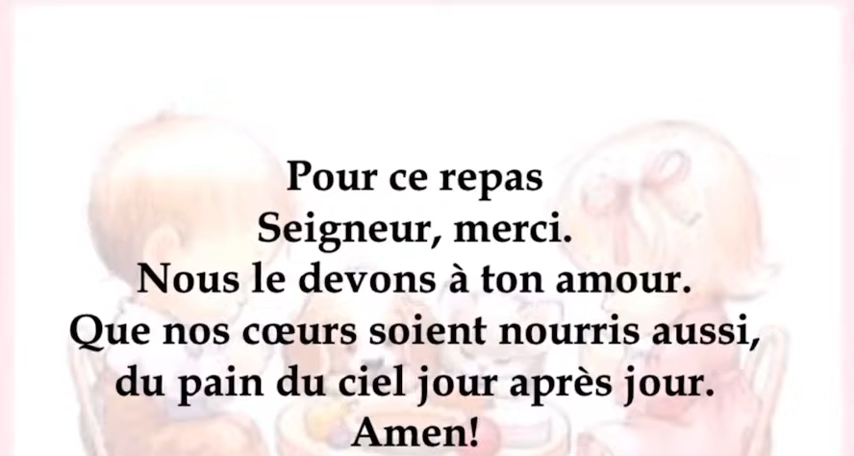 Pour ce repas
Seigneur, merci.
Nous le devons à ton amour.
Que nos cœurs soient nourris aussi,
du pain du ciel jour après jour.
Amen!